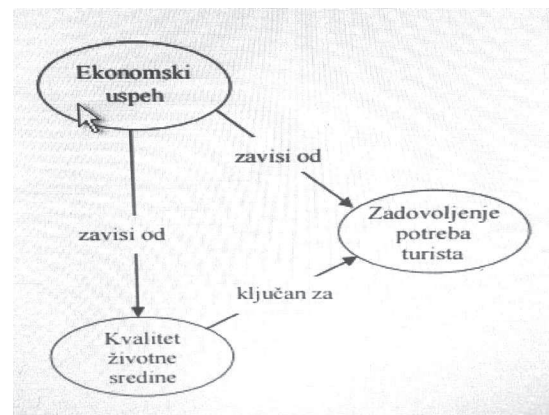 Ekonomski
uspeh
zavisi od
Zadovoljenje
potreba
turista
zavisi od
ključan za
Kvalitet
životne
sredine